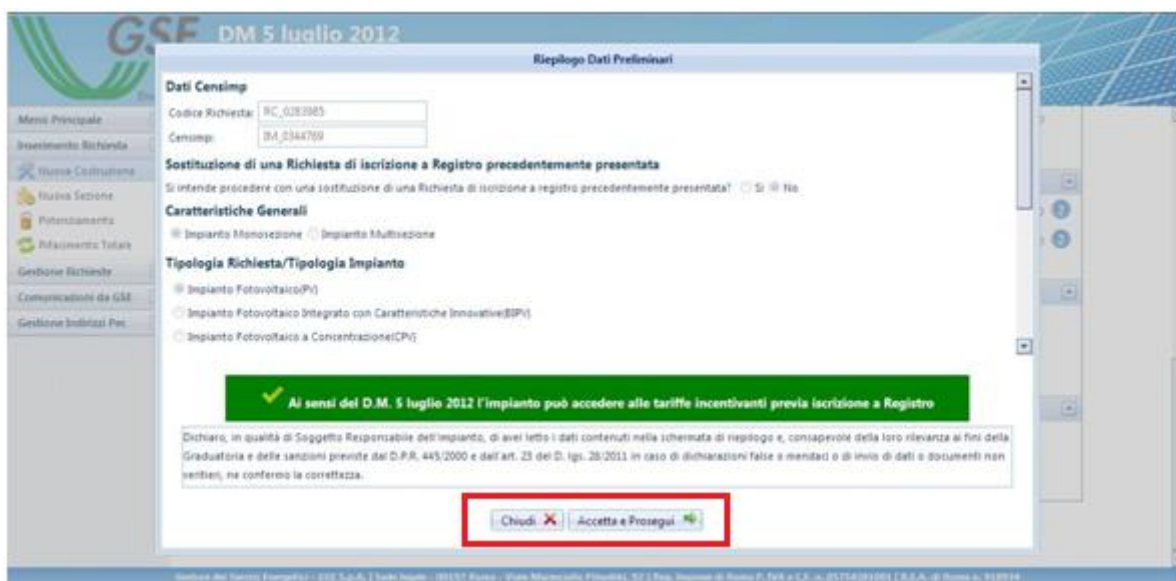 GSE DM 5 luglio 2012
Riepilogo Dati Preliminari
Dati Censimp
Codice Richiesta: RC_0283985
Censimp: IM_0344769
Sostituzione di una Richiesta di iscrizione a Registro precedentemente presentata
Si intende procedere con una sostituzione di una Richiesta di iscrizione a registro precedentemente presentata? Si No
Caratteristiche Generali
Impianto Monosezione Impianto Multisezione
Tipologia Richiesta/Tipologia Impianto
Impianto Fotovoltaico(PV)
Impianto Fotovoltaico Integrato con Caratteristiche Innovative(BIPV)
Impianto Fotovoltaico a Concentrazione(CPV)
Ai sensi del D.M. 5 luglio 2012 l'impianto può accedere alle tariffe incentivanti previa iscrizione a Registro
Dichiaro, in qualità di Soggetto Responsabile dell'impianto, di aver letto i dati contenuti nella schermata di riepilogo e, consapevole della loro rilevanza ai fini della
Graduatoria e delle sanzioni previste dal D.P.R. 445/2000 e dall'art. 23 del D. lgs. 28/2011 in caso di dichiarazioni false o mendaci o di invio di dati o documenti non
veritieri, ne confermo la correttezza.
Chiudi Accetta e Prosegui
Menù Principale
Inserimento Richiesta
Nuova Costruzione
Nuova Sezione
Potenziamento
Rifacimento Totale
Gestione Richieste
Comunicazioni da GSE
Gestione Indirizzi Pec